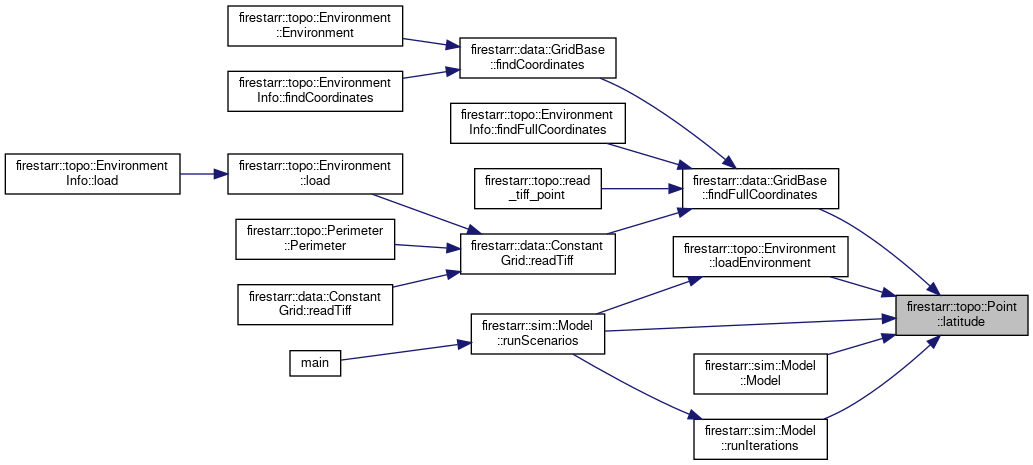 firestarr::topo::Environment
::Environment
firestarr::data::GridBase
::findCoordinates
firestarr::topo::Environment
Info::findCoordinates
firestarr::topo::Environment
Info::findFullCoordinates
firestarr::topo::Environment
Info::load
firestarr::topo::Environment
::load
firestarr::topo::read
_tiff_point
firestarr::data::GridBase
::findFullCoordinates
firestarr::topo::Perimeter
::Perimeter
firestarr::data::Constant
Grid::readTiff
firestarr::topo::Environment
::loadEnvironment
firestarr::data::Constant
Grid::readTiff
firestarr::topo::Point
::latitude
firestarr::sim::Model
::runScenarios
main
firestarr::sim::Model
::Model
firestarr::sim::Model
::runIterations